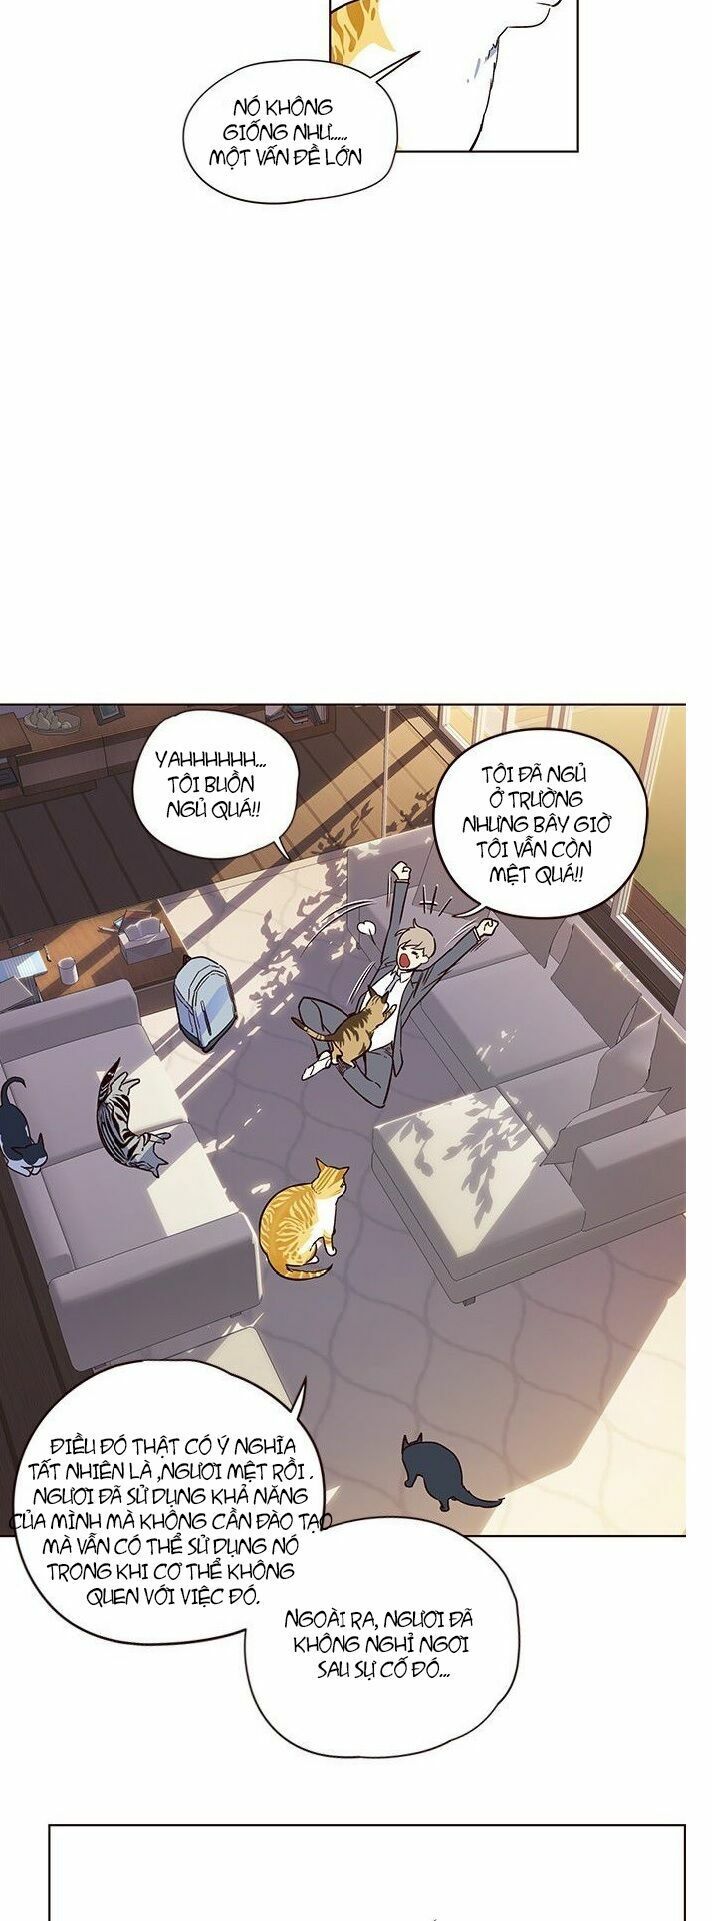 NÓ KHÔNG
GIỐNG NHƯ.....
MỘT VẤN ĐỀ LỚN
YAHHHHHH...
TÔI BUỒN
NGỦ QUÁ!!
TÔI ĐÃ NGỦ
Ở TRƯỜNG
NHƯNG BÂY GIỜ
TÔI VẪN CÒN
MỆT QUÁ!!
ĐIỀU ĐÓ THẬT CÓ Ý NGHĨA
TẤT NHIÊN LÀ ,NGƯƠI MỆT RỒI .
NGƯƠI ĐÃ SỬ DỤNG KHẢ NĂNG
CỦA MÌNH MÀ KHÔNG CẦN ĐÀO TẠO
MÀ VẪN CÓ THỂ SỬ DỤNG NÓ
TRONG KHI CƠ THỂ KHÔNG
QUEN VỚI VIỆC ĐÓ.
NGOÀI RA, NGƯƠI ĐÃ
KHÔNG NGHỈ NGƠI
SAU SỰ CỐ ĐÓ...